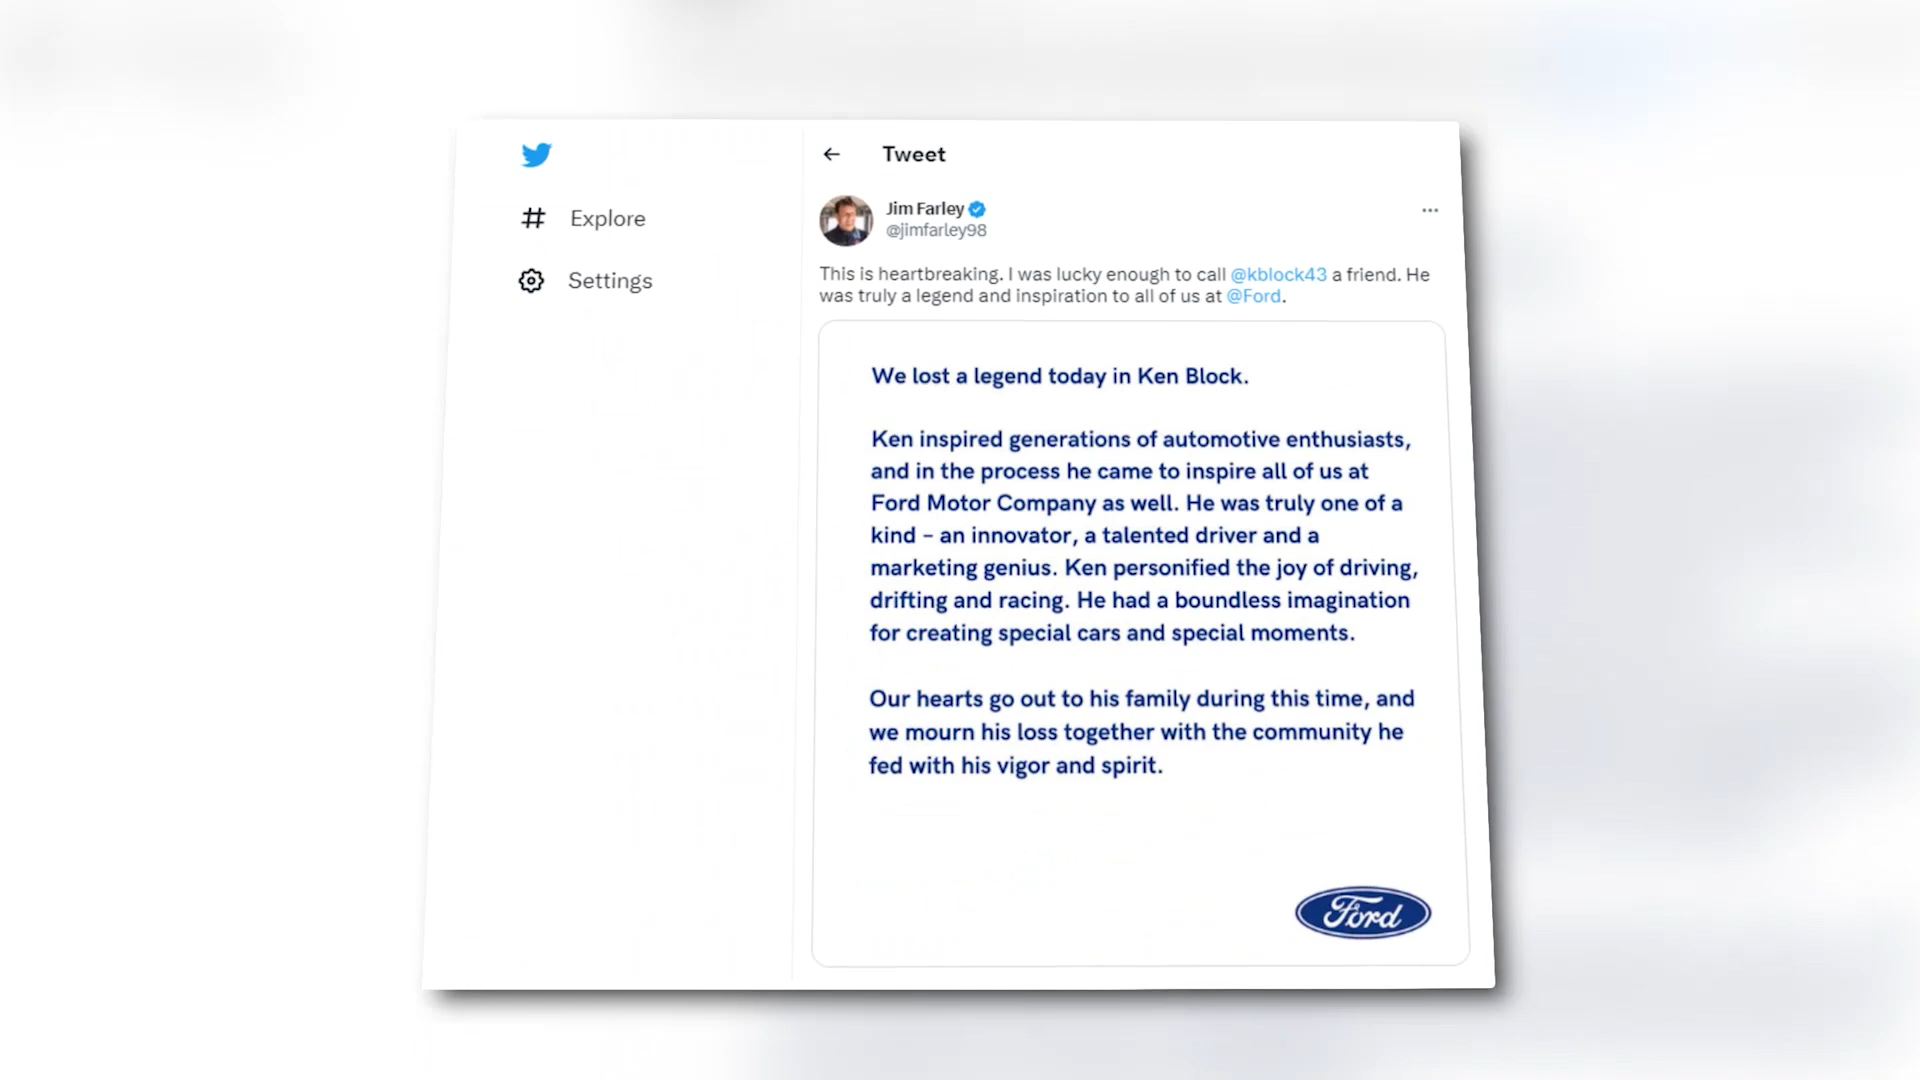 Tweet
Explore
Settings
Jim Farley
@jimfarley98
This is heartbreaking. I was lucky enough to call @kblock43 a friend. He
was truly a legend and inspiration to all of us at @Ford.
We lost a legend today in Ken Block.
Ken inspired generations of automotive enthusiasts,
and in the process he came to inspire all of us at
Ford Motor Company as well. He was truly one of a
kind – an innovator, a talented driver and a
marketing genius. Ken personified the joy of driving,
drifting and racing. He had a boundless imagination
for creating special cars and special moments.
Our hearts go out to his family during this time, and
we mourn his loss together with the community he
fed with his vigor and spirit.
Ford